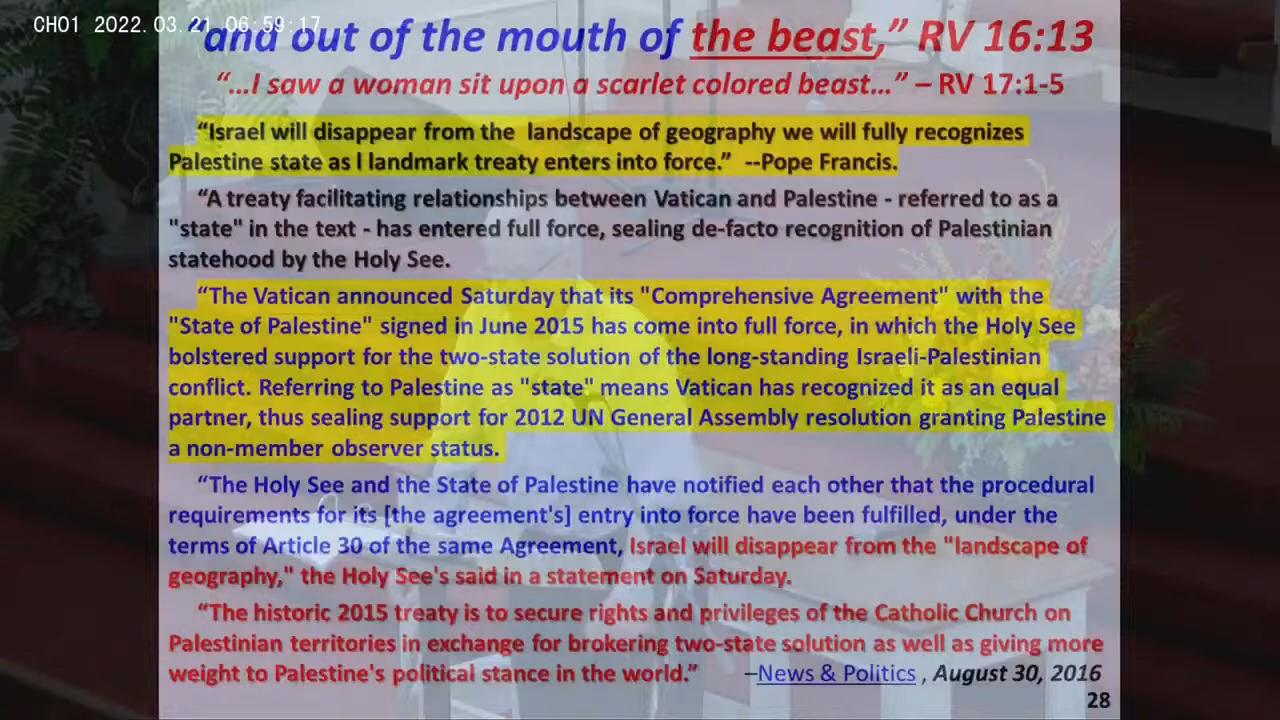 CH01 2022.03.21 06:59:17
“and out of the mouth of the beast,” RV 16:13
“…I saw a woman sit upon a scarlet colored beast…” – RV 17:1-5
“Israel will disappear from the landscape of geography we will fully recognizes
Palestine state as l landmark treaty enters into force.” --Pope Francis.
“A treaty facilitating relationships between Vatican and Palestine - referred to as a
"state" in the text - has entered full force, sealing de-facto recognition of Palestinian
statehood by the Holy See.
“The Vatican announced Saturday that its "Comprehensive Agreement" with the
"State of Palestine" signed in June 2015 has come into full force, in which the Holy See
bolstered support for the two-state solution of the long-standing Israeli-Palestinian
conflict. Referring to Palestine as "state" means Vatican has recognized it as an equal
partner, thus sealing support for 2012 UN General Assembly resolution granting Palestine
a non-member observer status.
“The Holy See and the State of Palestine have notified each other that the procedural
requirements for its [the agreement's] entry into force have been fulfilled, under the
terms of Article 30 of the same Agreement, Israel will disappear from the "landscape of
geography," the Holy See's said in a statement on Saturday.
“The historic 2015 treaty is to secure rights and privileges of the Catholic Church on
Palestinian territories in exchange for brokering two-state solution as well as giving more
weight to Palestine's political stance in the world.” –News & Politics , August 30, 2016
28